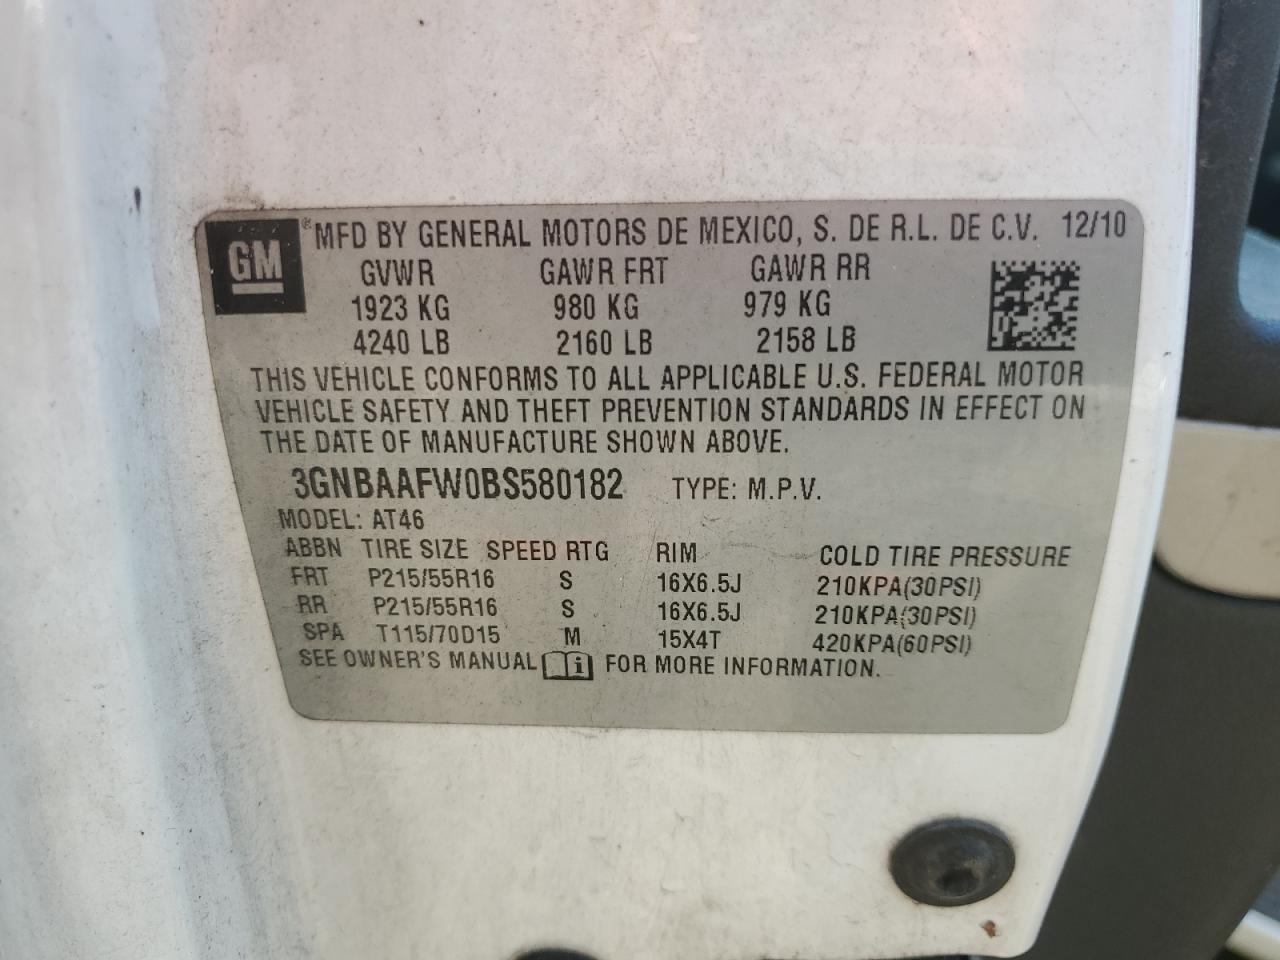 GM ® MFD BY GENERAL MOTORS DE MEXICO, S. DE R.L. DE C.V. 12/10
GVWR GAWR FRT GAWR RR
1923 KG 980 KG 979 KG
4240 LB 2160 LB 2158 LB
THIS VEHICLE CONFORMS TO ALL APPLICABLE U.S. FEDERAL MOTOR
VEHICLE SAFETY AND THEFT PREVENTION STANDARDS IN EFFECT ON
THE DATE OF MANUFACTURE SHOWN ABOVE.
3GNBAAFW0BS580182 TYPE: M.P.V.
MODEL: AT46
ABBN TIRE SIZE SPEED RTG RIM COLD TIRE PRESSURE
FRT P215/55R16 S 16X6.5J 210KPA(30PSI)
RR P215/55R16 S 16X6.5J 210KPA(30PSI)
SPA T115/70D15 M 15X4T 420KPA(60PSI)
SEE OWNER'S MANUAL i FOR MORE INFORMATION.